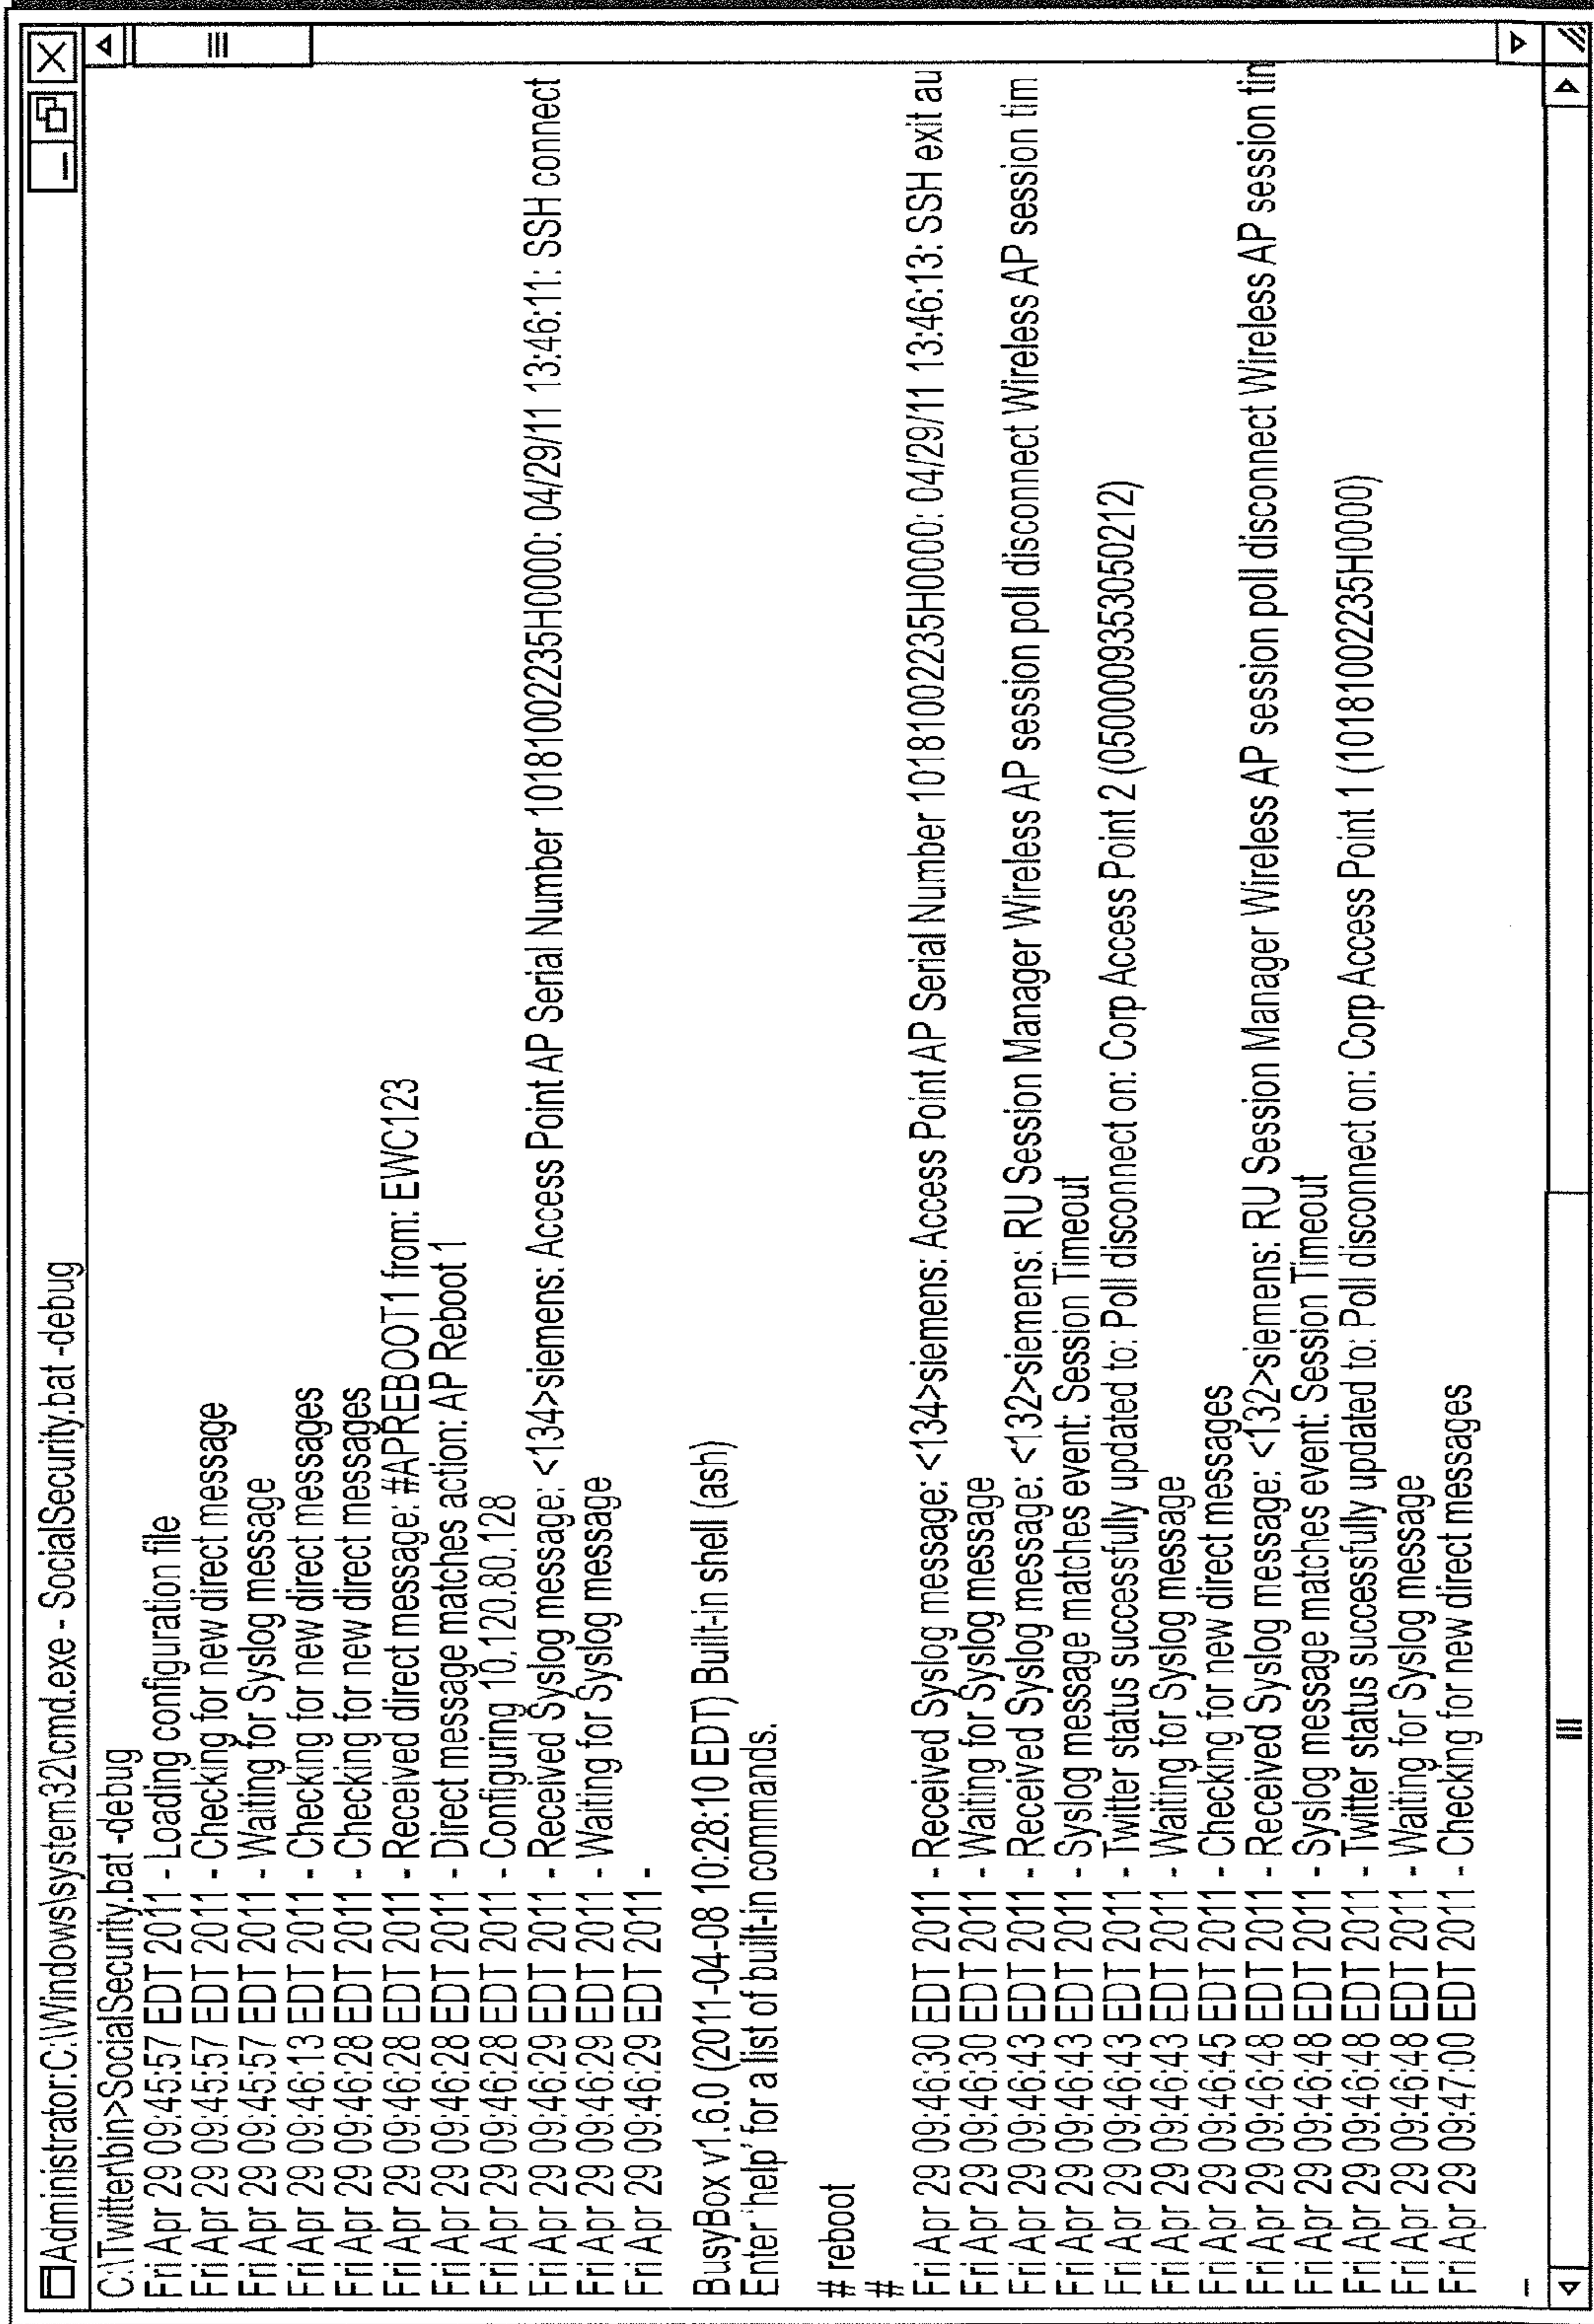 Administrator:C:\Windows\system32\cmd.exe - SocialSecurity.bat -debug
C:\Twitter\bin>SocialSecurity.bat -debug
Fri Apr 29 09:45:57 EDT 2011 - Loading configuration file
Fri Apr 29 09:45:57 EDT 2011 - Checking for new direct message
Fri Apr 29 09:45:57 EDT 2011 - Waiting for Syslog message
Fri Apr 29 09:46:13 EDT 2011 - Checking for new direct messages
Fri Apr 29 09:46:28 EDT 2011 - Checking for new direct messages
Fri Apr 29 09:46:28 EDT 2011 - Received direct message: #APREBOOT1 from: EWC123
Fri Apr 29 09:46:28 EDT 2011 - Direct message matches action: AP Reboot 1
Fri Apr 29 09:46:28 EDT 2011 - Configuring 10.120.80.128
Fri Apr 29 09:46:29 EDT 2011 - Received Syslog message: <134>siemens: Access Point AP Serial Number 10181002235H0000: 04/29/11 13:46:11: SSH connect
Fri Apr 29 09:46:29 EDT 2011 - Waiting for Syslog message
Fri Apr 29 09:46:29 EDT 2011 -
BusyBox v1.6.0 (2011-04-08 10:28:10 EDT) Built-in shell (ash)
Enter 'help' for a list of built-in commands.
# reboot
#
Fri Apr 29 09:46:30 EDT 2011 - Received Syslog message: <134>siemens: Access Point AP Serial Number 10181002235H0000: 04/29/11 13:46:13: SSH exit au
Fri Apr 29 09:46:30 EDT 2011 - Waiting for Syslog message
Fri Apr 29 09:46:43 EDT 2011 - Received Syslog message: <132>siemens: RU Session Manager Wireless AP session poll disconnect Wireless AP session tim
Fri Apr 29 09:46:43 EDT 2011 - Syslog message matches event: Session Timeout
Fri Apr 29 09:46:43 EDT 2011 - Twitter status successfully updated to: Poll disconnect on: Corp Access Point 2 (0500009353050212)
Fri Apr 29 09:46:43 EDT 2011 - Waiting for Syslog message
Fri Apr 29 09:46:45 EDT 2011 - Checking for new direct messages
Fri Apr 29 09:46:48 EDT 2011 - Received Syslog message: <132>siemens: RU Session Manager Wireless AP session poll disconnect Wireless AP session tim
Fri Apr 29 09:46:48 EDT 2011 - Syslog message matches event: Session Timeout
Fri Apr 29 09:46:48 EDT 2011 - Twitter status successfully updated to: Poll disconnect on: Corp Access Point 1 (10181002235H0000)
Fri Apr 29 09:46:48 EDT 2011 - Waiting for Syslog message
Fri Apr 29 09:47:00 EDT 2011 - Checking for new direct messages